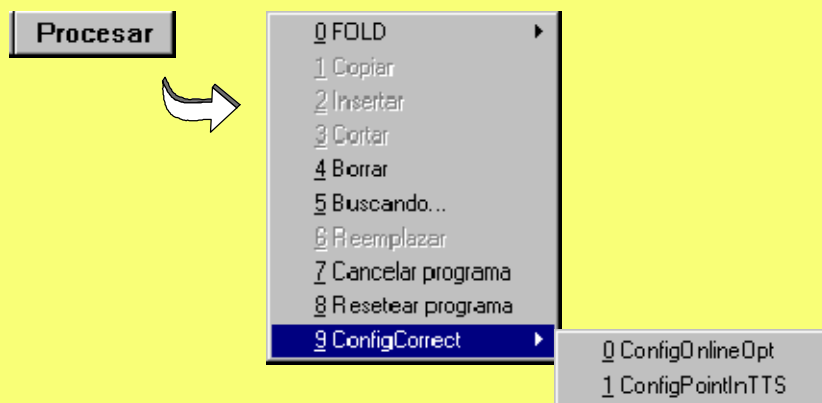 Procesar
0 FOLD
1 Copiar
2 Insertar
3 Cortar
4 Borrar
5 Buscando...
6 Reemplazar
7 Cancelar programa
8 Resetear programa
9 ConfigCorrect
0 ConfigOnlineOpt
1 ConfigPointInTTS